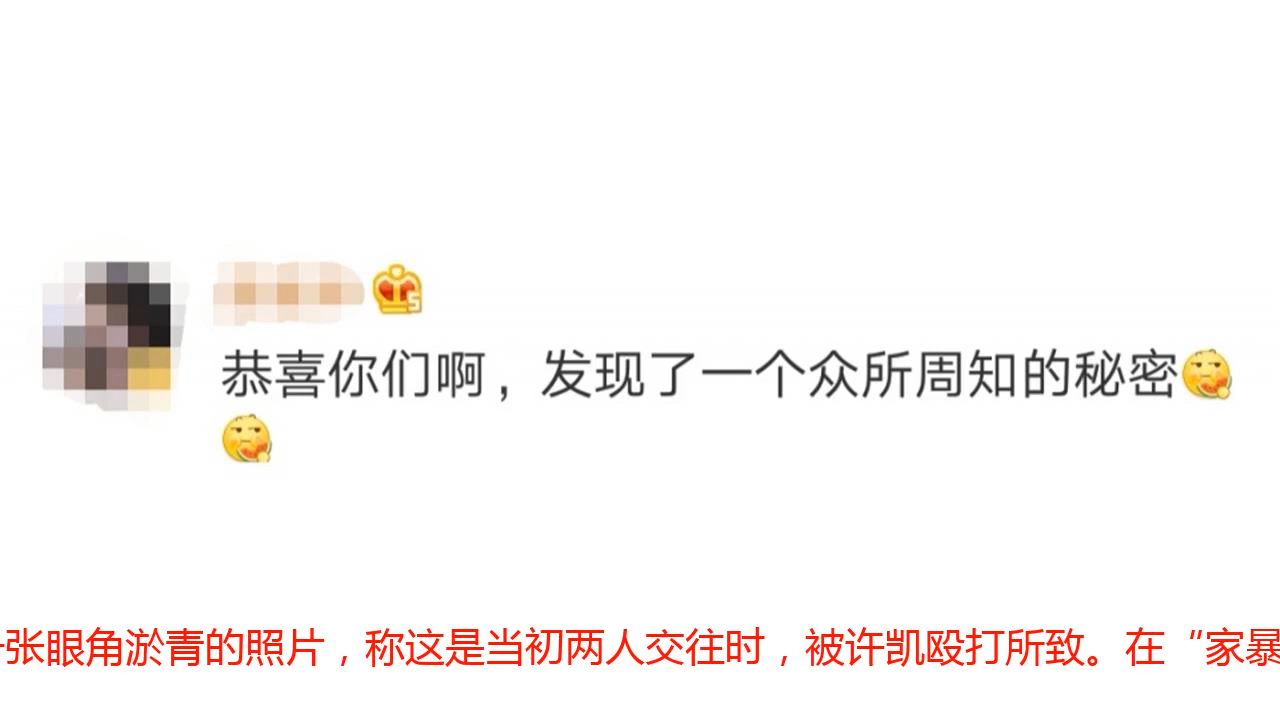 恭喜你们啊，发现了一个众所周知的秘密
张眼角淤青的照片，称这是当初两人交往时，被许凯殴打所致。在“家暴